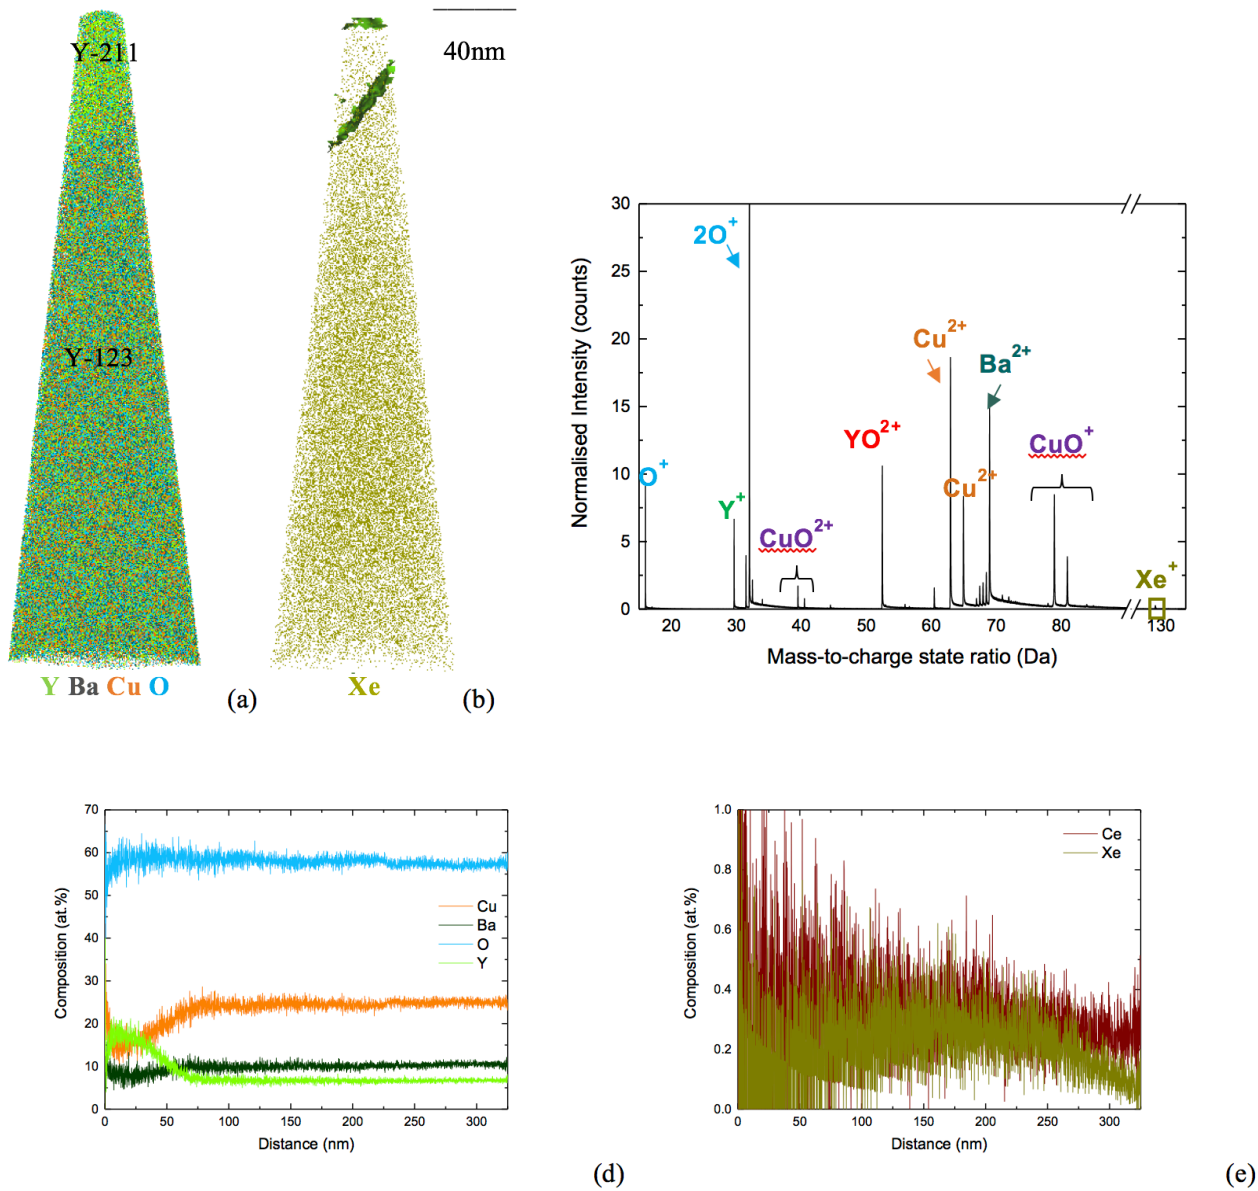 Y-211
Y-123
Y Ba Cu O
(a)
40nm
Xe
(b)
Normalised Intensity (counts)
30
25
20
15
10
5
0
2O+
O+
Y+
CuO2+
YO2+
Cu2+
Cu2+
Ba2+
CuO+
Xe+
20 30 40 50 60 70 80 130
Mass-to-charge state ratio (Da)
Composition (at.%)
70
60
50
40
30
20
10
0
Cu
Ba
O
Y
0 50 100 150 200 250 300
Distance (nm)
(d)
Composition (at.%)
1.0
0.8
0.6
0.4
0.2
0.0
Ce
Xe
0 50 100 150 200 250 300
Distance (nm)
(e)